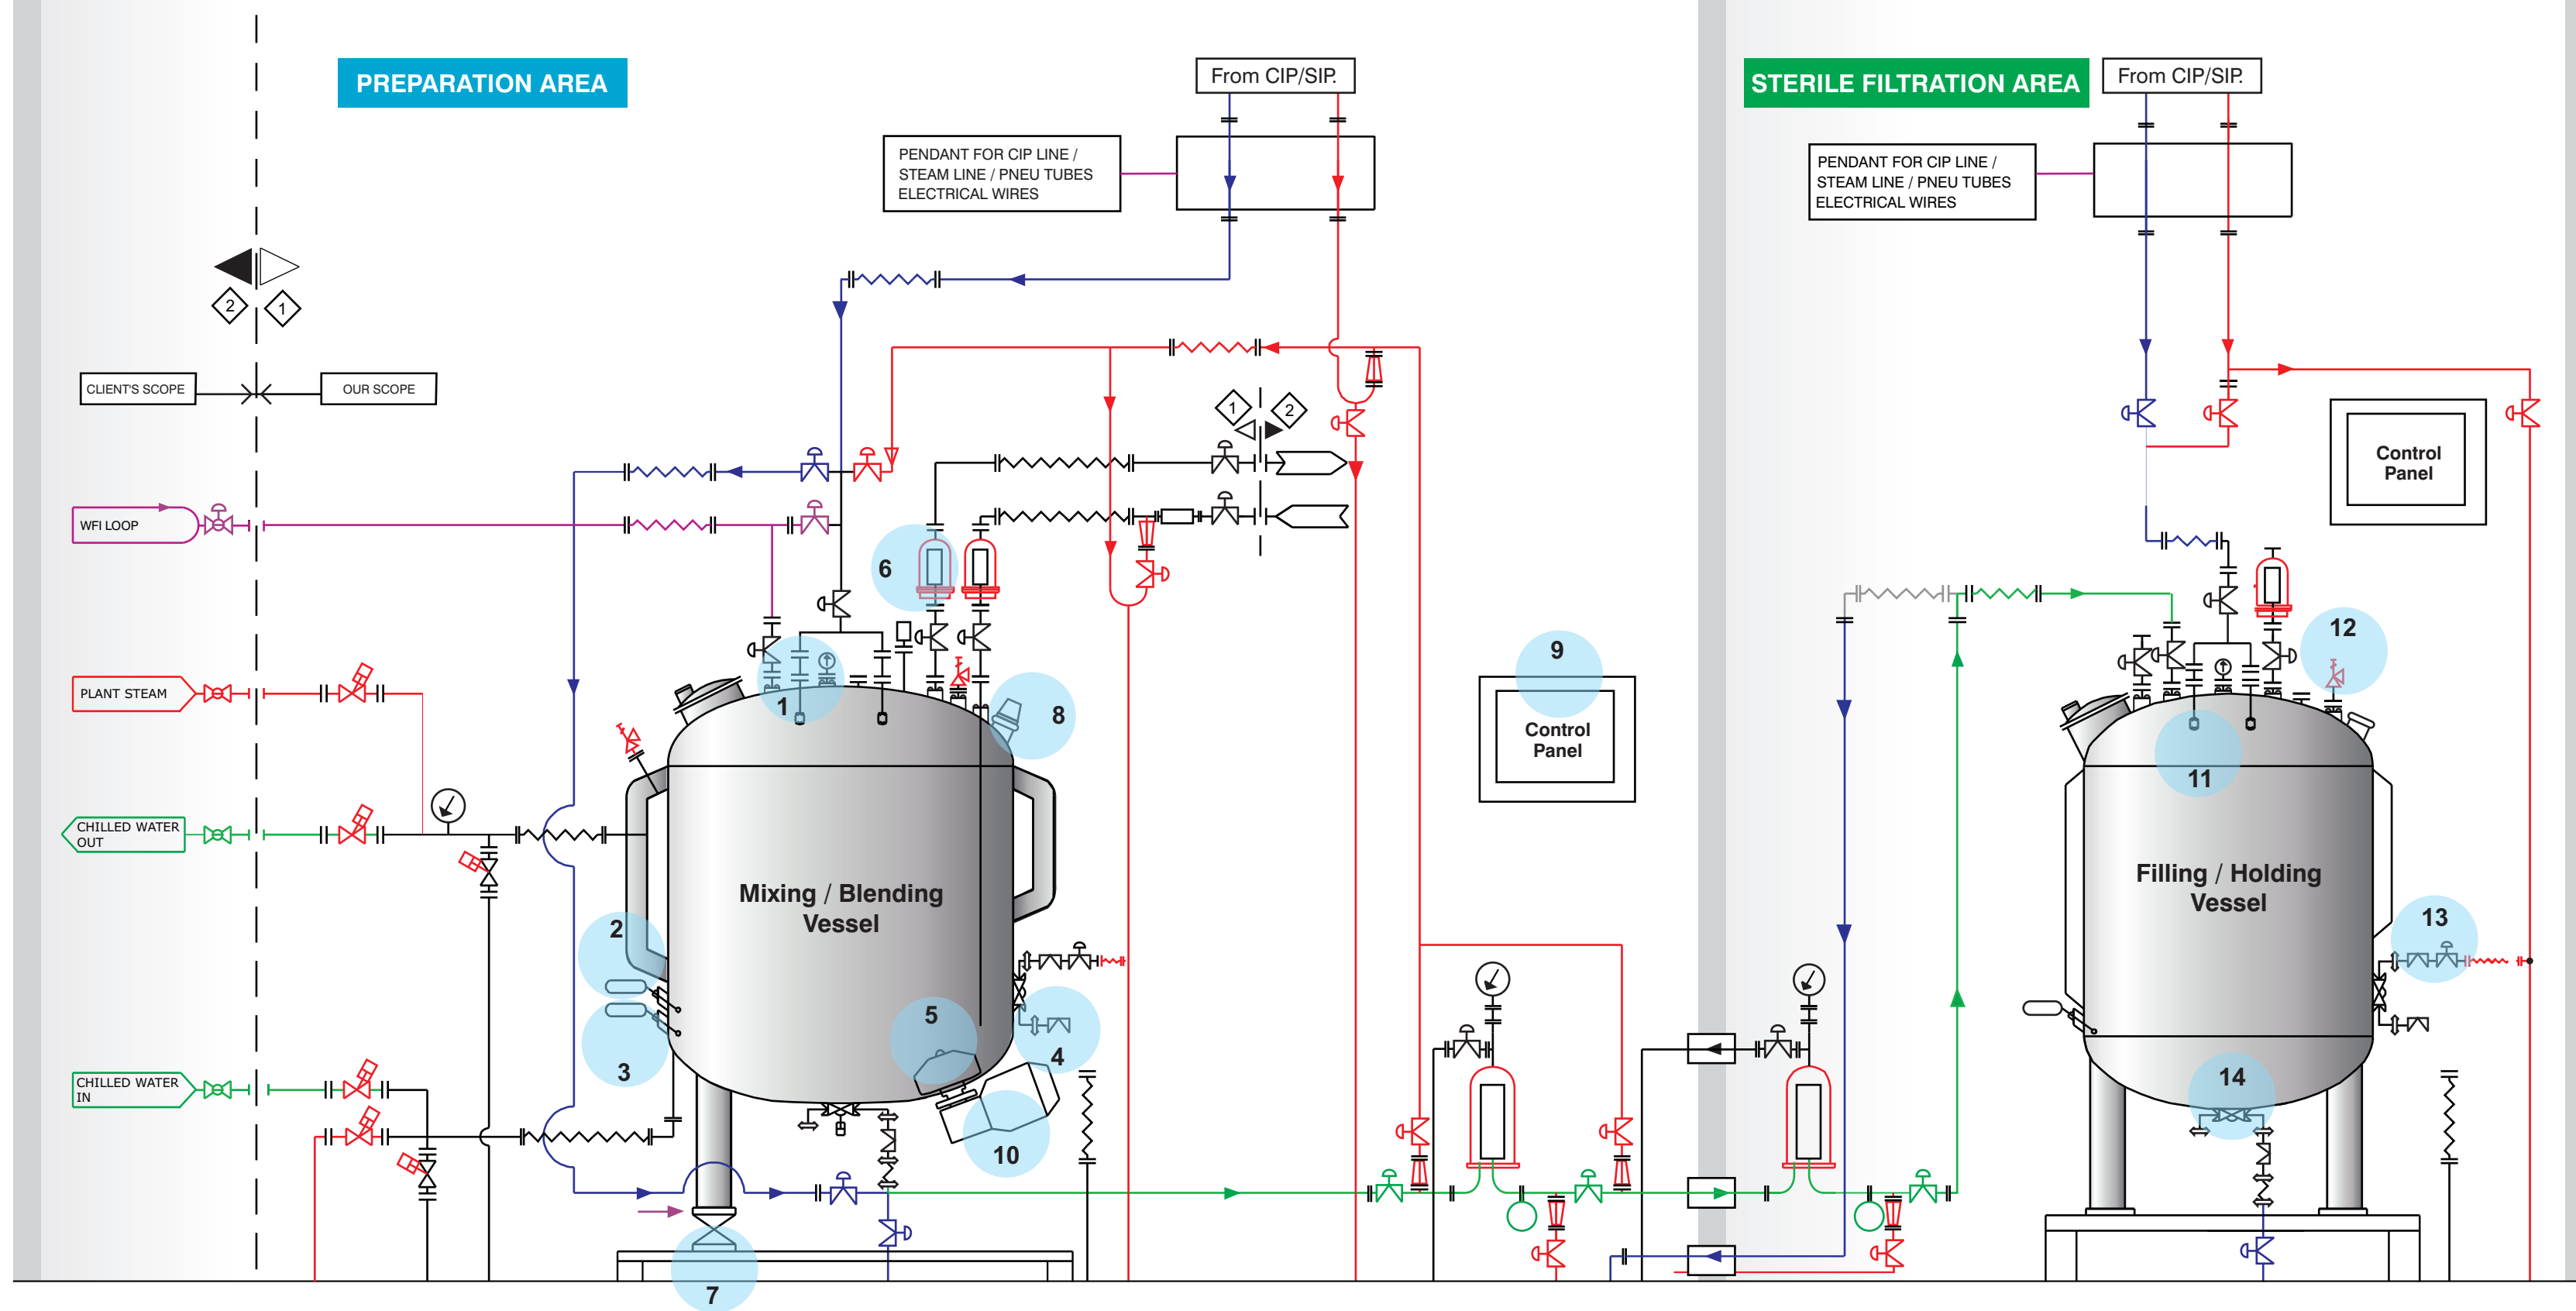 PREPARATION AREA
From CIP/SIP.
STERILE FILTRATION AREA
From CIP/SIP.
PENDANT FOR CIP LINE /
STEAM LINE / PNEU TUBES
ELECTRICAL WIRES
PENDANT FOR CIP LINE /
STEAM LINE / PNEU TUBES
ELECTRICAL WIRES
2
1
CLIENT'S SCOPE
OUR SCOPE
1
2
Control
Panel
WFI LOOP
6
12
9
PLANT STEAM
1
8
Control
Panel
11
CHILLED WATER
OUT
Mixing / Blending
Vessel
Filling / Holding
Vessel
2
13
5
4
3
14
CHILLED WATER
IN
10
7